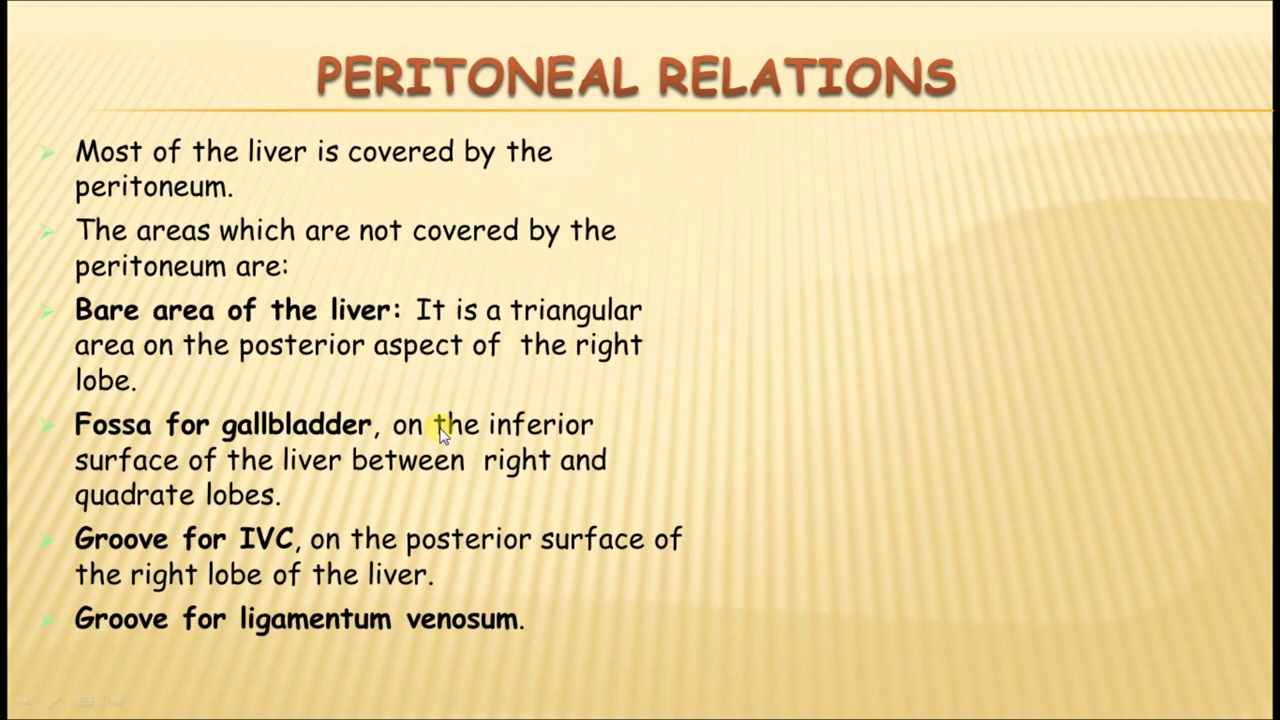 PERITONEAL RELATIONS
Most of the liver is covered by the
peritoneum.
The areas which are not covered by the
peritoneum are:
Bare area of the liver: It is a triangular
area on the posterior aspect of the right
lobe.
Fossa for gallbladder, on the inferior
surface of the liver between right and
quadrate lobes.
Groove for IVC, on the posterior surface of
the right lobe of the liver.
Groove for ligamentum venosum.